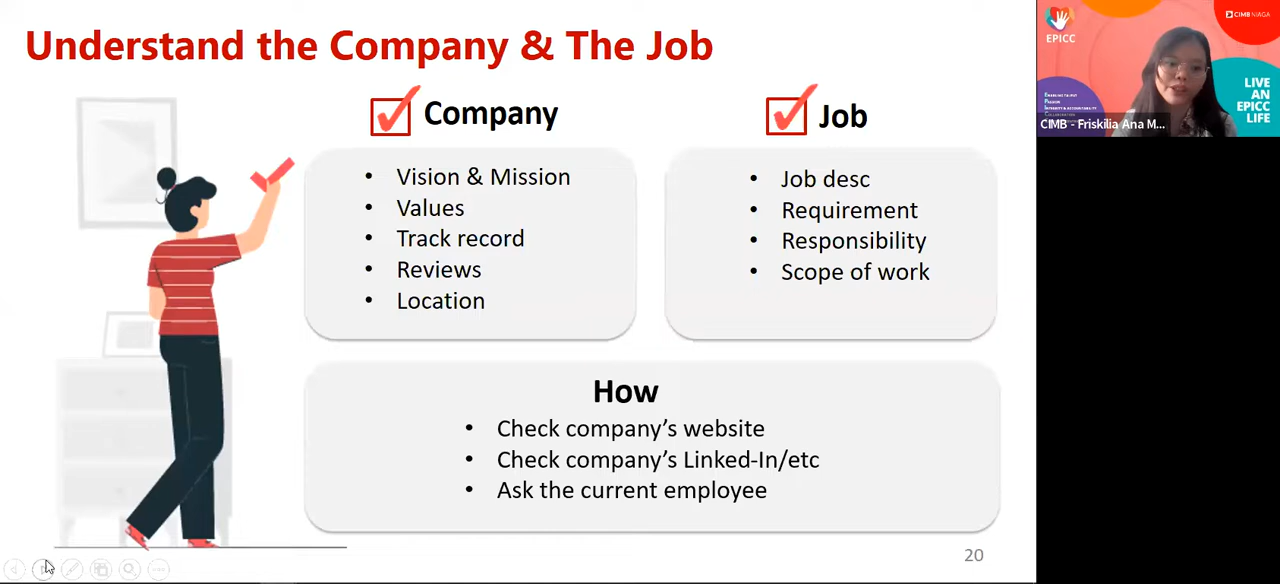 Understand the Company & The Job
Company
• Vision & Mission
• Values
• Track record
• Reviews
• Location
Job
• Job desc
• Requirement
• Responsibility
• Scope of work
How
• Check company's website
• Check company's Linked-In/etc
• Ask the current employee
20
EPICC
CIMB NIAGA
LIVE
AN
EPICC
LIFE
CIMB - Friskilia Ana M...